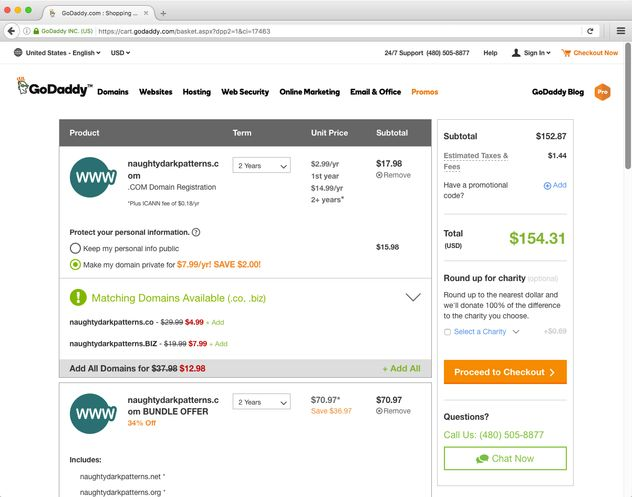 GoDaddy.com : Shopping ...
GoDaddy INC. (US) https://cart.godaddy.com/basket.aspx?dpp2=1&ci=17463
United States - English USD 24/7 Support (480) 505-8877 Help Sign In Checkout Now
GoDaddy™ Domains Websites Hosting Web Security Online Marketing Email & Office Promos GoDaddy Blog Pro
Product Term Unit Price Subtotal
WWW
naughtydarkpatterns.c
om
.COM Domain Registration
*Plus ICANN fee of $0.18/yr
2 Years
$2.99/yr
1st year
$14.99/yr
2+ years*
$17.98
Remove
Protect your personal information. ?
Keep my personal info public $15.98
Make my domain private for $7.99/yr! SAVE $2.00!
! Matching Domains Available (.co, .biz)
naughtydarkpatterns.co - $29.99 $4.99 + Add
naughtydarkpatterns.BIZ - $19.99 $7.99 + Add
Add All Domains for $37.98 $12.98 + Add All
WWW
naughtydarkpatterns.c
om BUNDLE OFFER
34% Off
2 Years
$70.97*
Save $36.97
$70.97
Remove
Includes:
naughtydarkpatterns.net *
naughtydarkpatterns.org *
Subtotal $152.87
Estimated Taxes & $1.44
Fees
Have a promotional Add
code?
Total $154.31
(USD)
Round up for charity (optional)
Round up to the nearest dollar and
we'll donate 100% of the difference
to the charity you choose.
Select a Charity +$0.69
Proceed to Checkout
Questions?
Call Us: (480) 505-8877
Chat Now